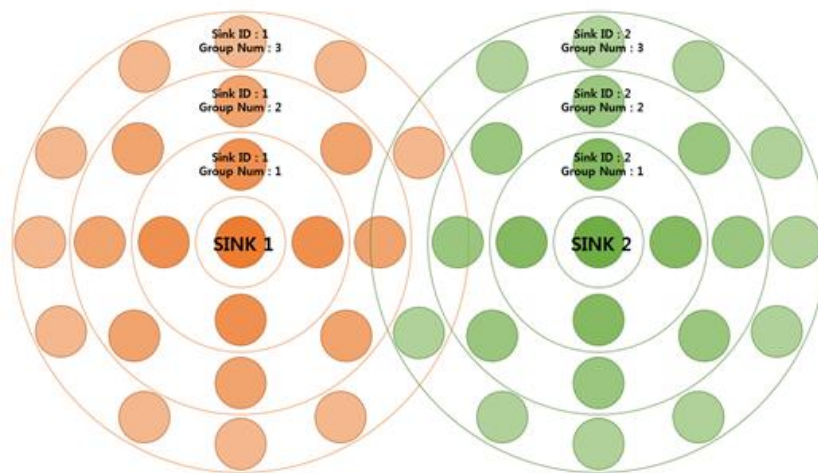 Sink ID : 1
Group Num : 3
Sink ID : 1
Group Num : 2
Sink ID : 1
Group Num : 1
SINK 1
Sink ID : 2
Group Num : 3
Sink ID : 2
Group Num : 2
Sink ID : 2
Group Num : 1
SINK 2